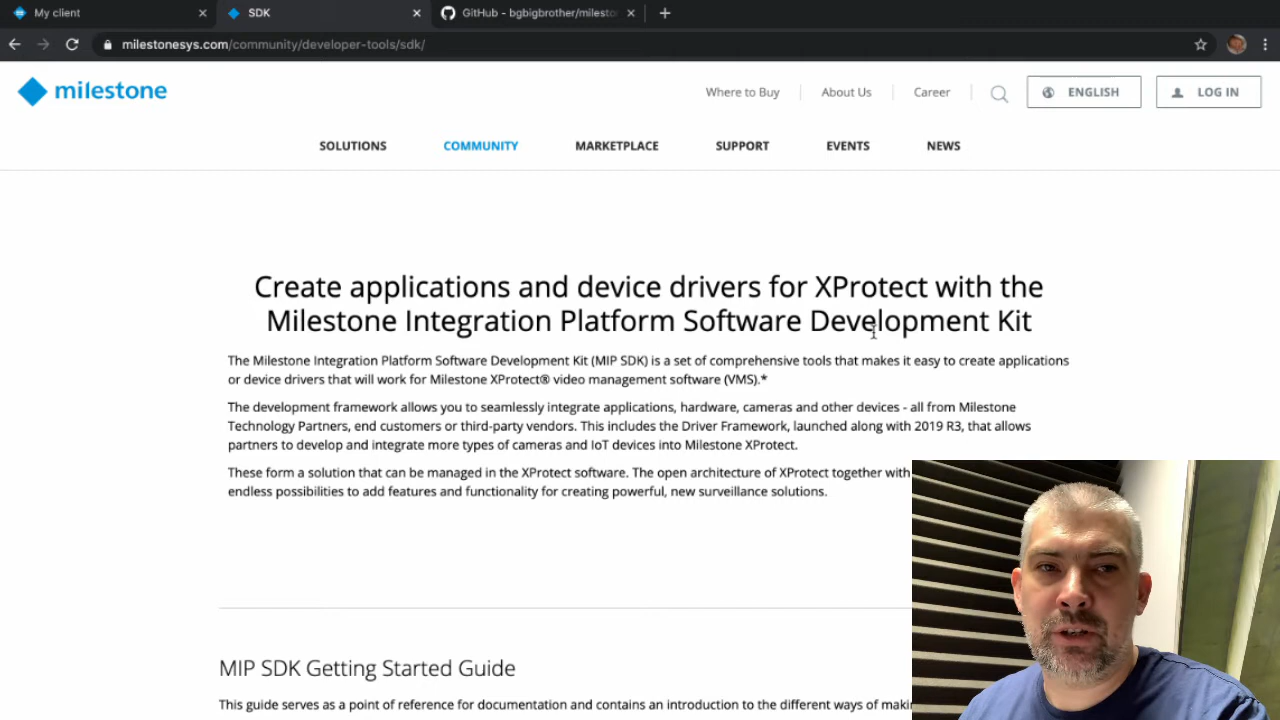 My client
SDK
GitHub - bgbigbrother/milesto
milestonesys.com/community/developer-tools/sdk/
milestone
Where to Buy
About Us
Career
ENGLISH
LOG IN
SOLUTIONS
COMMUNITY
MARKETPLACE
SUPPORT
EVENTS
NEWS
Create applications and device drivers for XProtect with the
Milestone Integration Platform Software Development Kit
The Milestone Integration Platform Software Development Kit (MIP SDK) is a set of comprehensive tools that makes it easy to create applications
or device drivers that will work for Milestone XProtect® video management software (VMS).*
The development framework allows you to seamlessly integrate applications, hardware, cameras and other devices - all from Milestone
Technology Partners, end customers or third-party vendors. This includes the Driver Framework, launched along with 2019 R3, that allows
partners to develop and integrate more types of cameras and IoT devices into Milestone XProtect.
These form a solution that can be managed in the XProtect software. The open architecture of XProtect together with
endless possibilities to add features and functionality for creating powerful, new surveillance solutions.
MIP SDK Getting Started Guide
This guide serves as a point of reference for documentation and contains an introduction to the different ways of